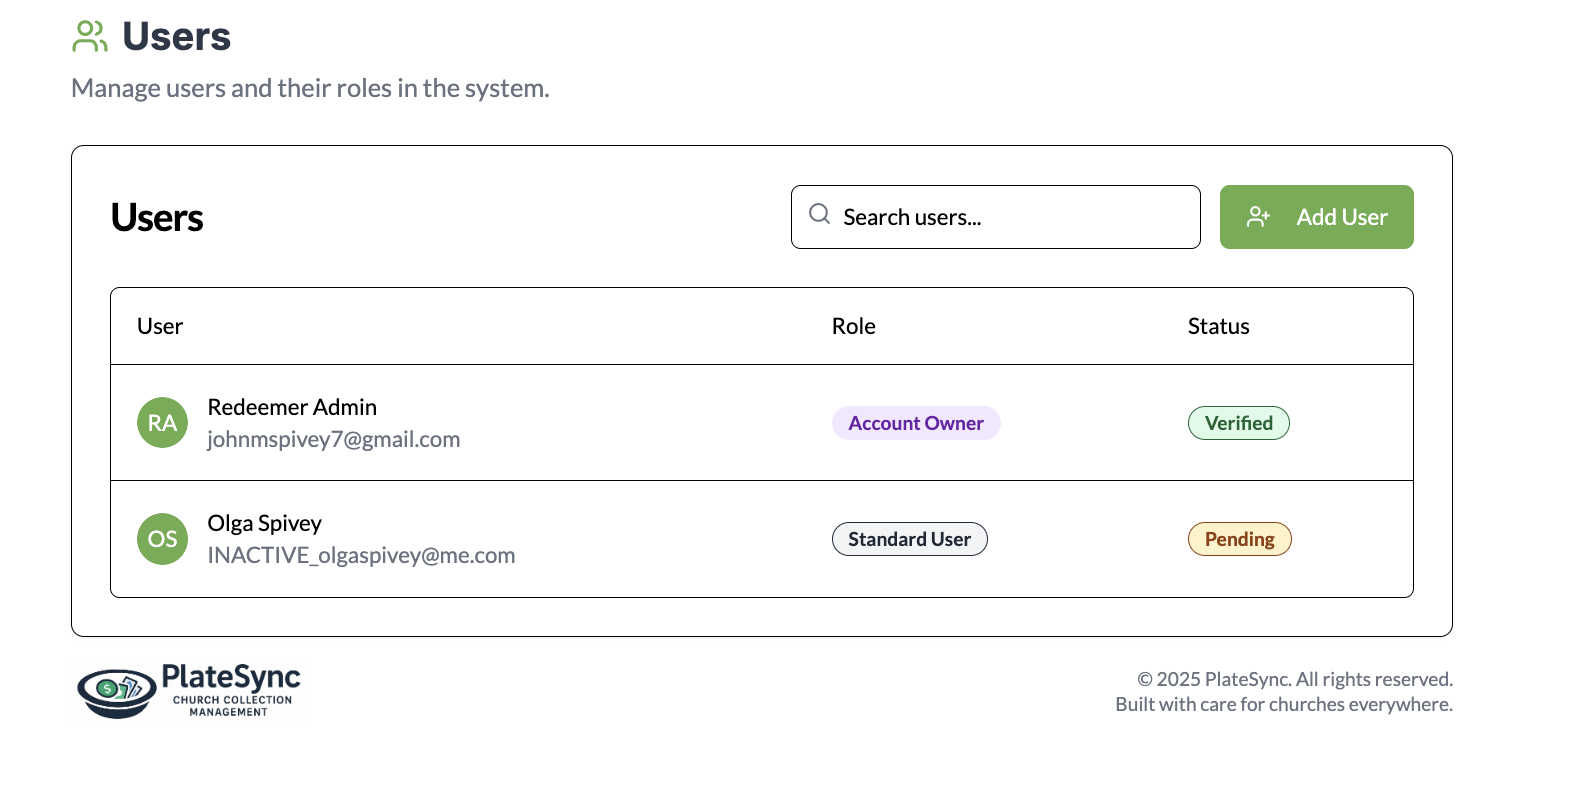 Users
Manage users and their roles in the system.
Users
Search users...
Add User
User Role Status
RA Redeemer Admin Account Owner Verified
johnmspivey7@gmail.com
OS Olga Spivey Standard User Pending
INACTIVE_olgaspivey@me.com
$
PlateSync
CHURCH COLLECTION
MANAGEMENT
© 2025 PlateSync. All rights reserved.
Built with care for churches everywhere.